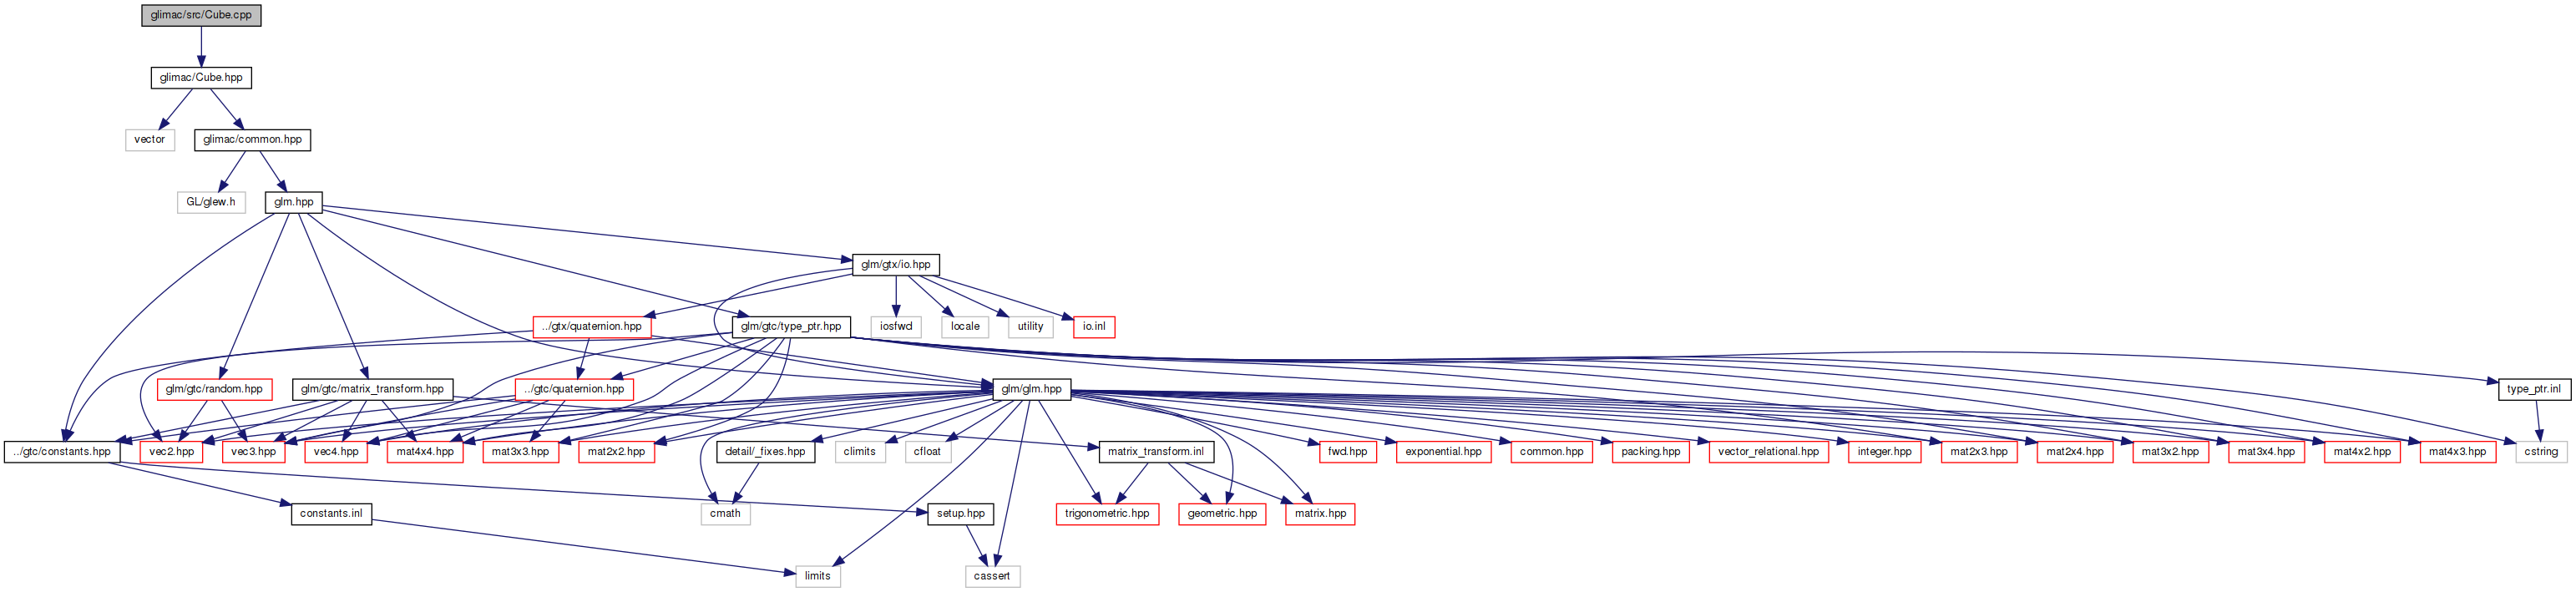 glimac/src/Cube.cpp
glimac/Cube.hpp
vector
glimac/common.hpp
GL/glew.h
glm.hpp
glm/gtx/io.hpp
../gtx/quaternion.hpp
glm/gtc/type_ptr.hpp
iosfwd
locale
utility
io.inl
glm/gtc/random.hpp
glm/gtc/matrix_transform.hpp
../gtc/quaternion.hpp
glm/glm.hpp
type_ptr.inl
../gtc/constants.hpp
vec2.hpp
vec3.hpp
vec4.hpp
mat4x4.hpp
mat3x3.hpp
mat2x2.hpp
detail/_fixes.hpp
climits
cfloat
matrix_transform.inl
fwd.hpp
exponential.hpp
common.hpp
packing.hpp
vector_relational.hpp
integer.hpp
mat2x3.hpp
mat2x4.hpp
mat3x2.hpp
mat3x4.hpp
mat4x2.hpp
mat4x3.hpp
cstring
constants.inl
cmath
setup.hpp
trigonometric.hpp
geometric.hpp
matrix.hpp
limits
cassert